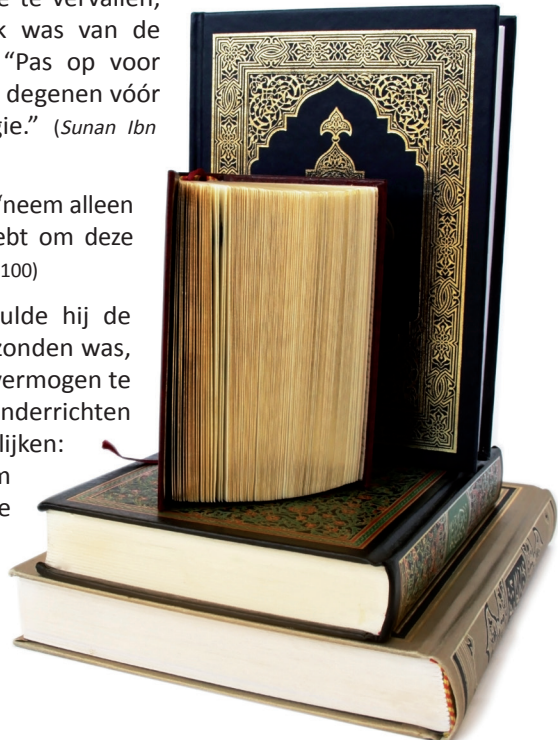 e te vervallen,
k was van de
“Pas op voor
degenen vóór
gie.” (Sunan Ibn
/neem alleen
ebt om deze
100)
ulde hij de
zonden was,
vermogen te
nderrichten
lijken:
n
e